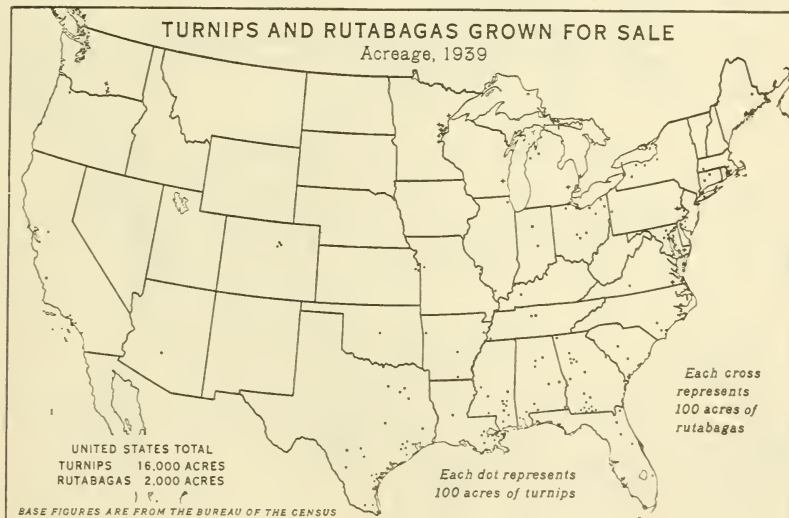 TURNIPS AND RUTABAGAS GROWN FOR SALE
Acreage, 1939
Each cross
represents
100 acres of
rutabagas
UNITED STATES TOTAL
TURNIPS 16,000 ACRES
RUTABAGAS 2,000 ACRES
Each dot represents
100 acres of turnips
BASE FIGURES ARE FROM THE BUREAU OF THE CENSUS